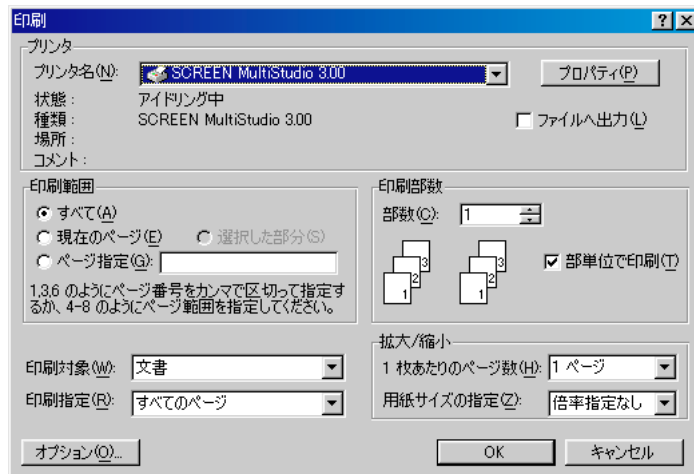 印刷
プリンタ
プリンタ名(N): SCREEN MultiStudio 3.00 プロパティ(P)
状態: アイドリング中
種類: SCREEN MultiStudio 3.00 ファイルへ出力(L)
場所:
コメント:
印刷範囲
すべて(A)
現在のページ(E) 選択した部分(S)
ページ指定(G):
1,3,6 のようにページ番号をカンマで区切って指定す
るか、4-8 のようにページ範囲を指定してください。
印刷部数
部数(C): 1
1 2 3 1 2 3 部単位で印刷(T)
印刷対象(W): 文書
印刷指定(R): すべてのページ
拡大/縮小
1 枚あたりのページ数(H): 1 ページ
用紙サイズの指定(Z): 倍率指定なし
オプション(O)... OK キャンセル